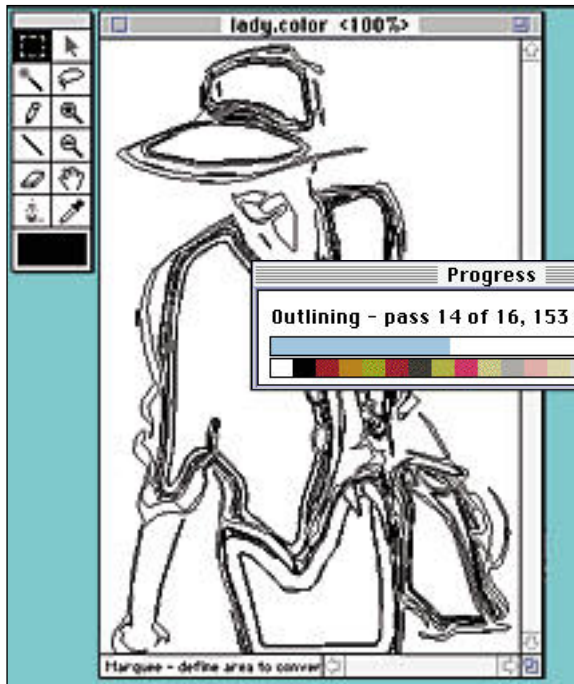 lady.color <100%>
Progress
Outlining - pass 14 of 16, 153
Marquee - define area to conver